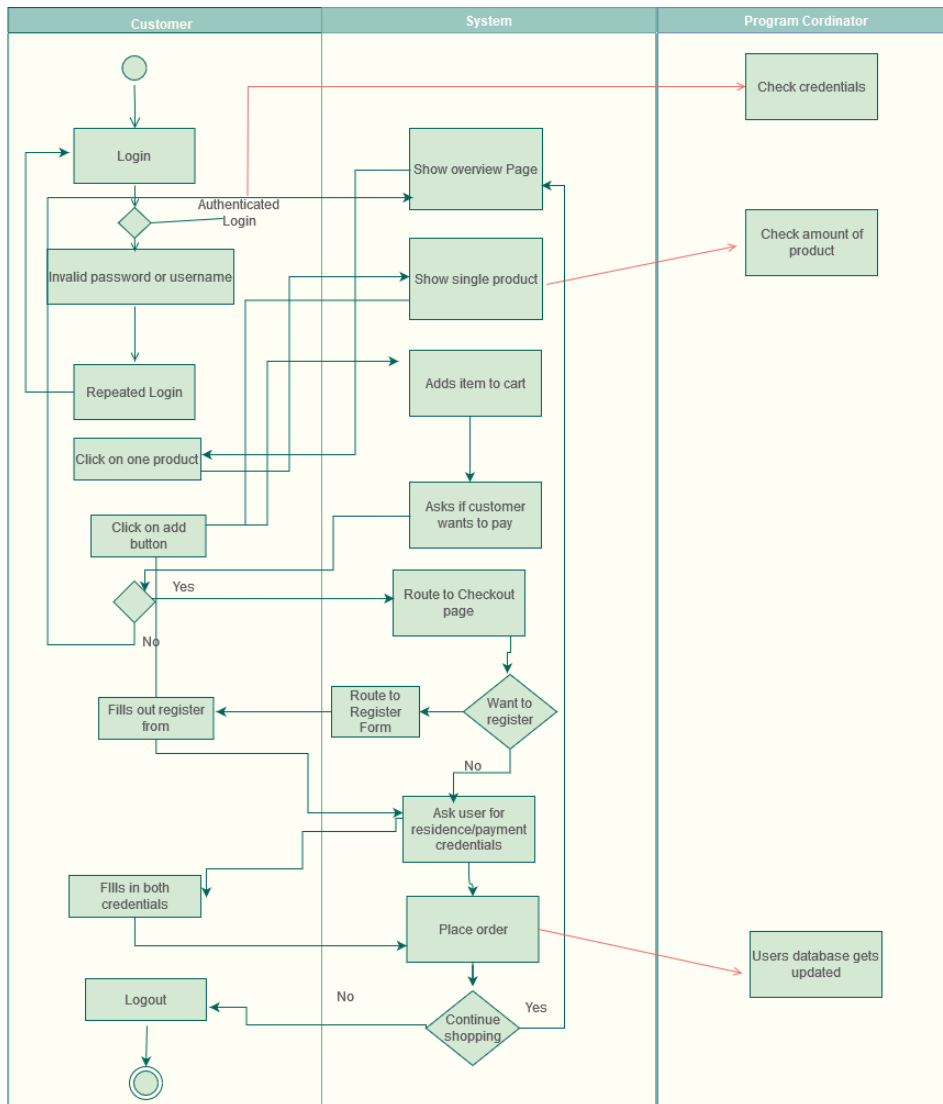 Customer
System
Program Cordinator
Check credentials
Login
Show overview Page
Authenticated
Login
Check amount of
product
Invalid password or username
Show single product
Repeated Login
Adds item to cart
Click on one product
Asks if customer
wants to pay
Click on add
button
Yes
Route to Checkout
page
No
Fills out register
from
Route to
Register
Form
Want to
register
No
Ask user for
residence/payment
credentials
FIlls in both
credentials
Place order
Users database gets
updated
Logout
No
Yes
Continue
shopping